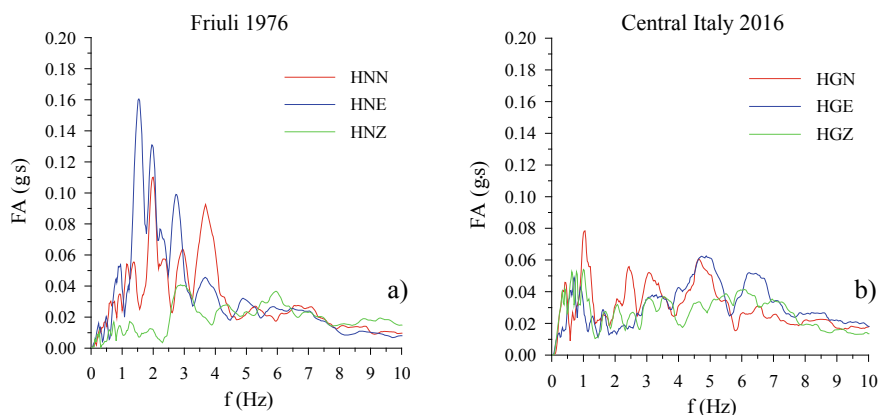 Friuli 1976
0.20
0.18
0.16
0.14
0.12
0.10
0.08
0.06
0.04
0.02
0.00
FA (g s)
HNN
HNE
HNZ
a)
0 1 2 3 4 5 6 7 8 9 10
f (Hz)
Central Italy 2016
0.20
0.18
0.16
0.14
0.12
0.10
0.08
0.06
0.04
0.02
0.00
FA (g·s)
HGN
HGE
HGZ
b)
0 1 2 3 4 5 6 7 8 9 10
f (Hz)